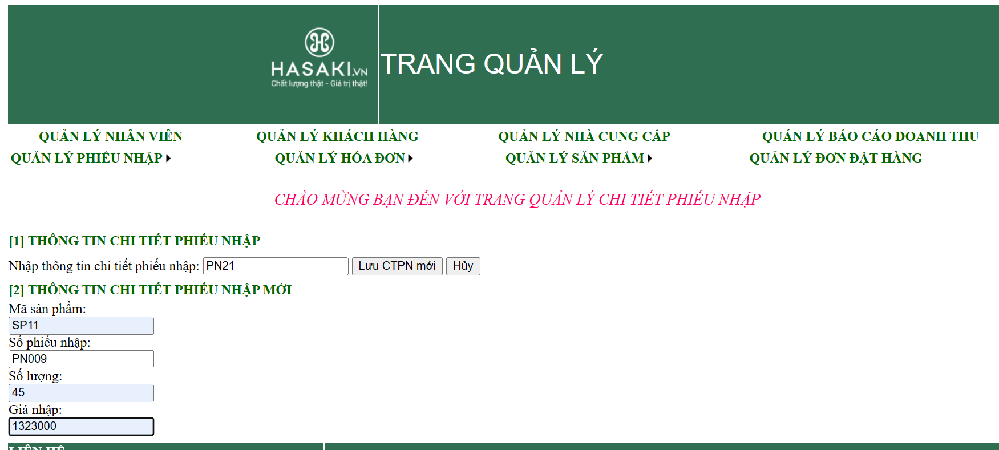 HASAKI.VN
Chất lượng thật - Giá trị thật!
TRANG QUẢN LÝ
QUẢN LÝ NHÂN VIÊN QUẢN LÝ KHÁCH HÀNG QUẢN LÝ NHÀ CUNG CẤP QUÁN LÝ BÁO CÁO DOANH THU
QUẢN LÝ PHIẾU NHẬP QUẢN LÝ HÓA ĐƠN QUẢN LÝ SẢN PHẨM QUẢN LÝ ĐƠN ĐẶT HÀNG
CHÀO MỪNG BẠN ĐẾN VỚI TRANG QUẢN LÝ CHI TIẾT PHIẾU NHẬP
[1] THÔNG TIN CHI TIẾT PHIẾU NHẬP
Nhập thông tin chi tiết phiếu nhập: PN21 Lưu CTPN mới Hủy
[2] THÔNG TIN CHI TIẾT PHIẾU NHẬP MỚI
Mã sản phẩm:
SP11
Số phiếu nhập:
PN009
Số lượng:
45
Giá nhập:
1323000
LIÊN HỆ